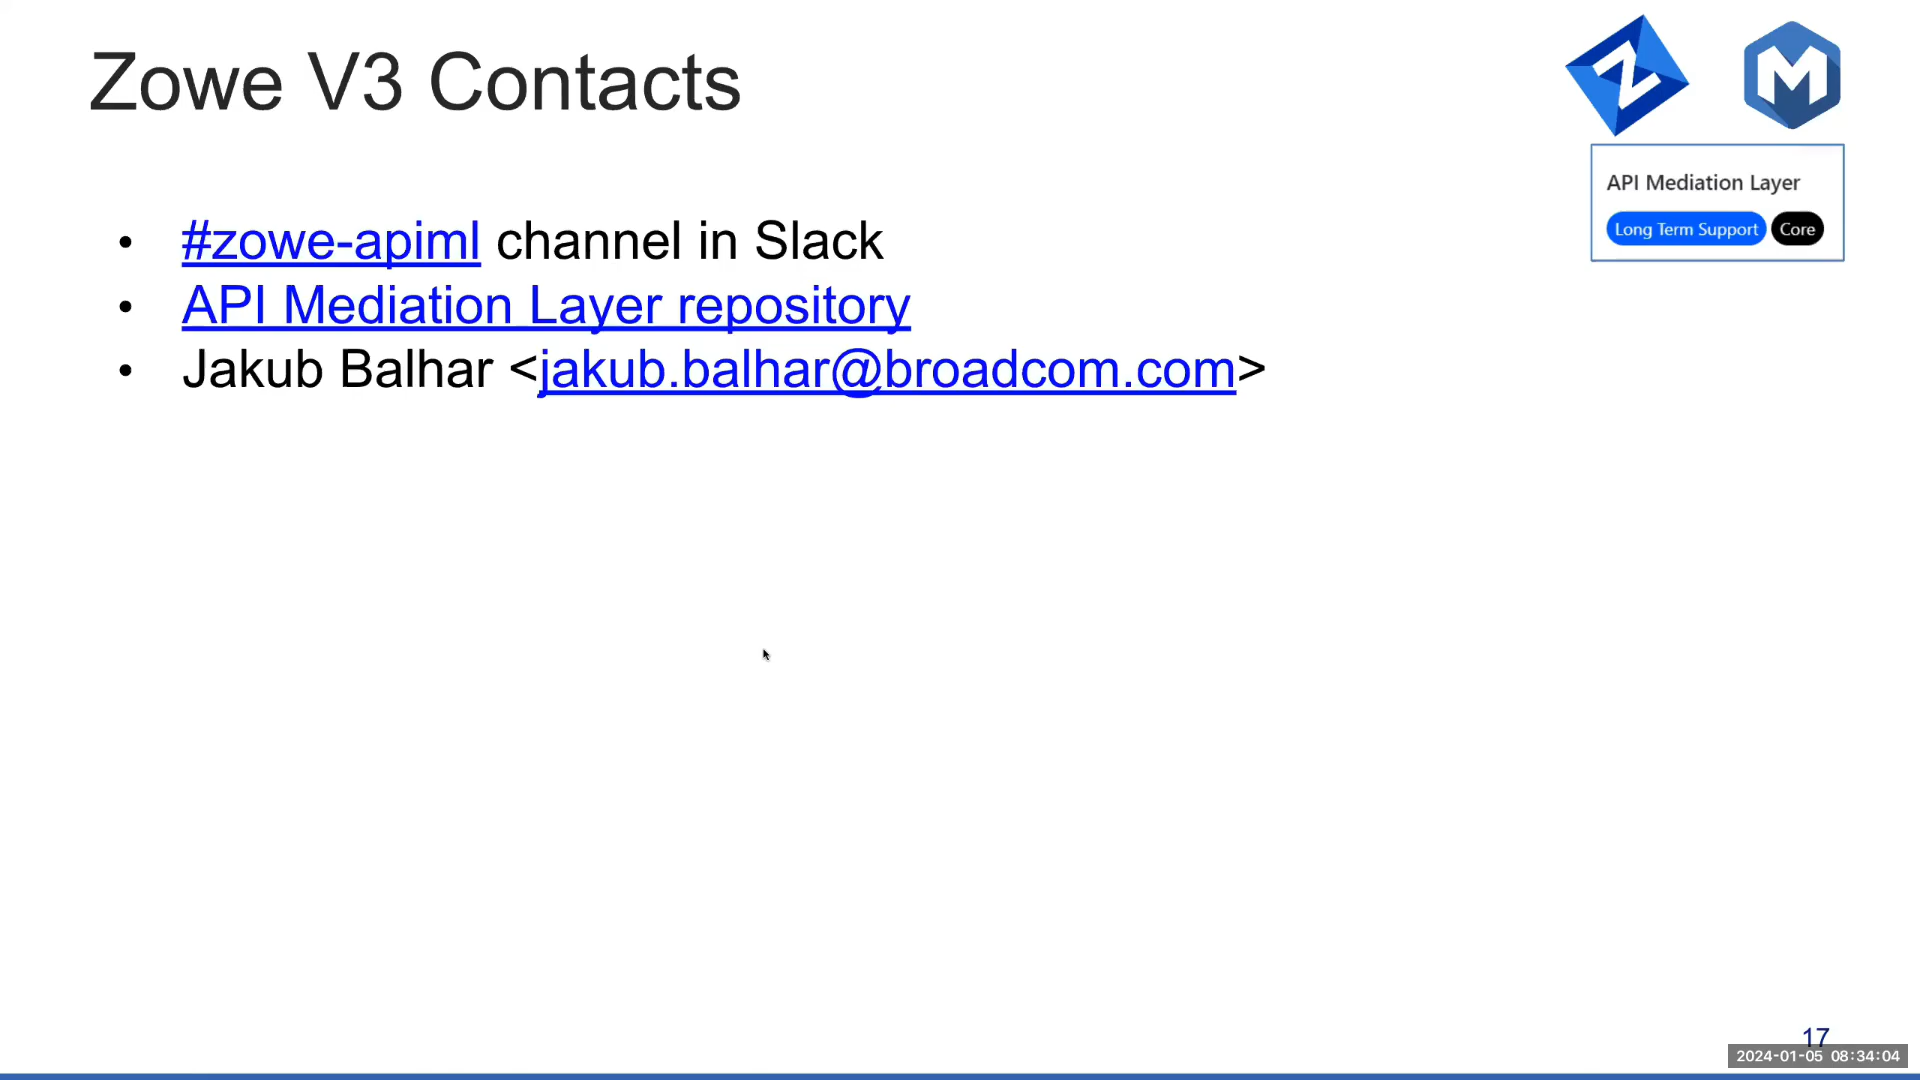 Zowe V3 Contacts
Z M
API Mediation Layer
Long Term Support Core
• #zowe-apiml channel in Slack
• API Mediation Layer repository
• Jakub Balhar <jakub.balhar@broadcom.com>
17
2024-01-05 08:34:04